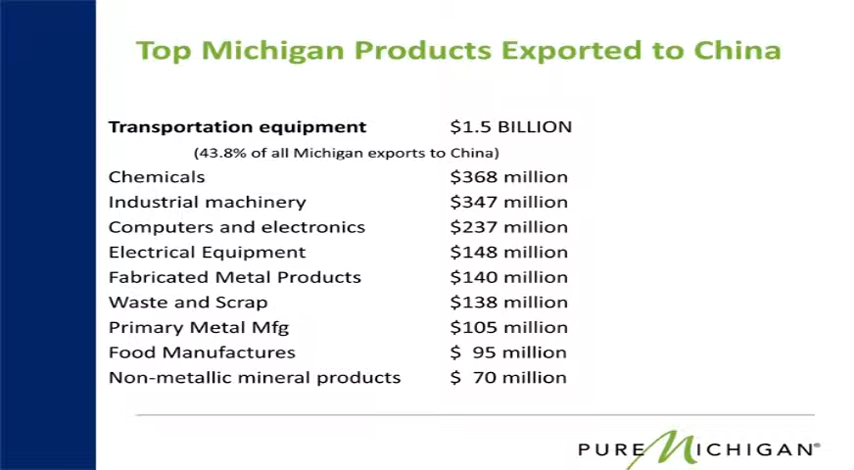 Top Michigan Products Exported to China
Transportation equipment $1.5 BILLION
(43.8% of all Michigan exports to China)
Chemicals $368 million
Industrial machinery $347 million
Computers and electronics $237 million
Electrical Equipment $148 million
Fabricated Metal Products $140 million
Waste and Scrap $138 million
Primary Metal Mfg $105 million
Food Manufactures $ 95 million
Non-metallic mineral products $ 70 million
PURE MICHIGAN®